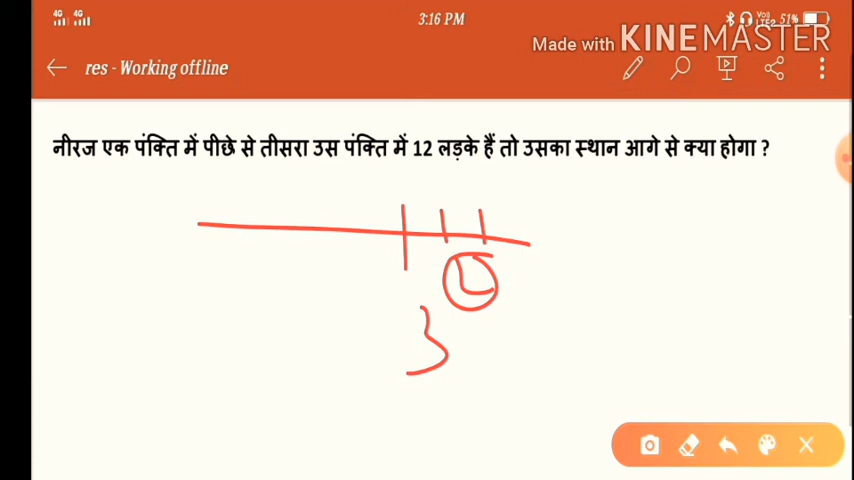 4G 4G
3:16 PM
51%
Made with KINEMASTER
res - Working offline
नीरज एक पंक्ति में पीछे से तीसरा उस पंक्ति में 12 लड़के हैं तो उसका स्थान आगे से क्या होगा ?
L
3